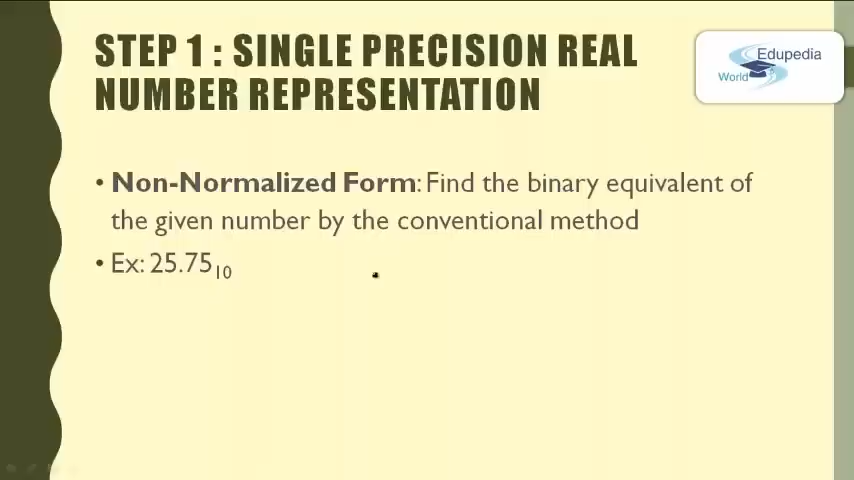 STEP 1 : SINGLE PRECISION REAL
NUMBER REPRESENTATION
Edupedia
World
• Non-Normalized Form: Find the binary equivalent of
the given number by the conventional method
• Ex: 25.75₁₀